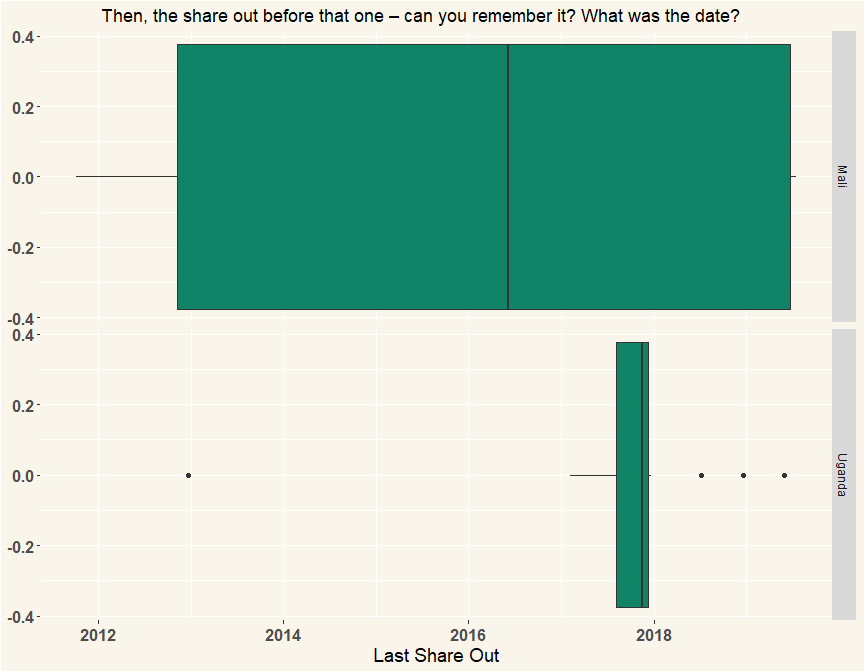 Then, the share out before that one – can you remember it? What was the date?
0.4
0.2
0.0
-0.2
-0.4
Mali
0.4
0.2
0.0
-0.2
-0.4
Uganda
2012 2014 2016 2018
Last Share Out